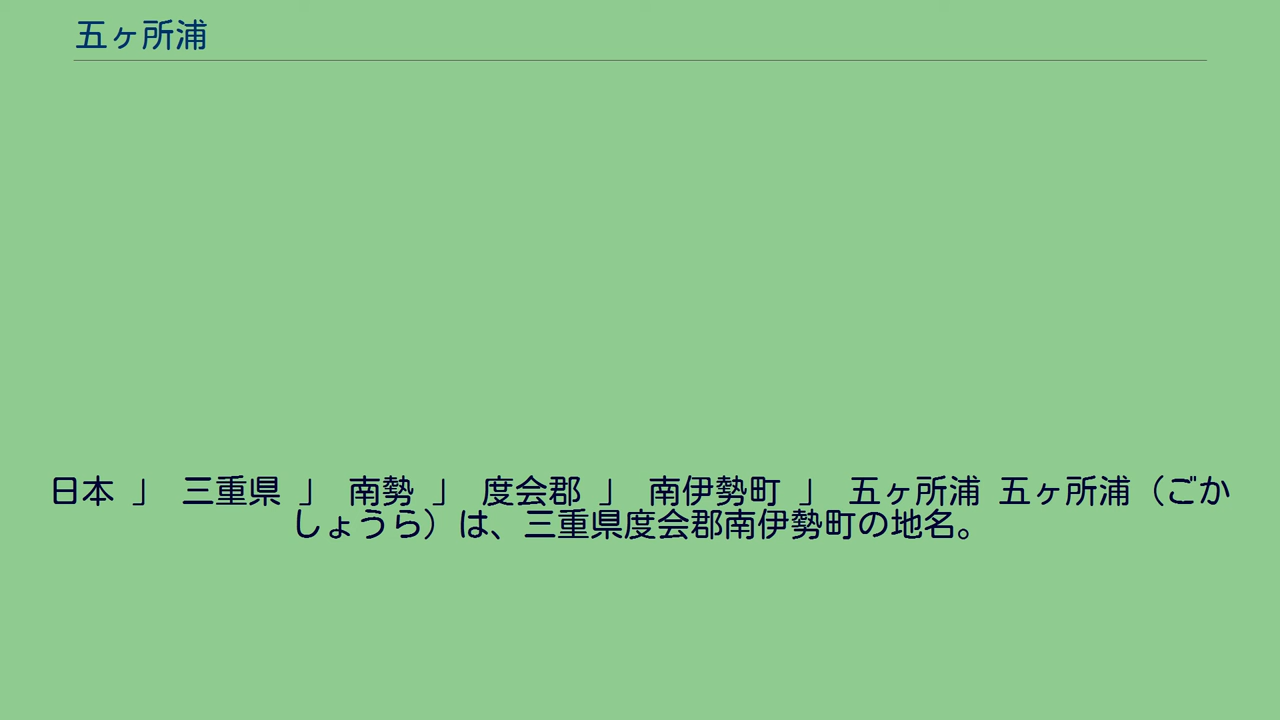 五ヶ所浦
日本 」 三重県 」 南勢 」 度会郡 」 南伊勢町 」 五ヶ所浦 五ヶ所浦（ごか
しょうら）は、三重県度会郡南伊勢町の地名。